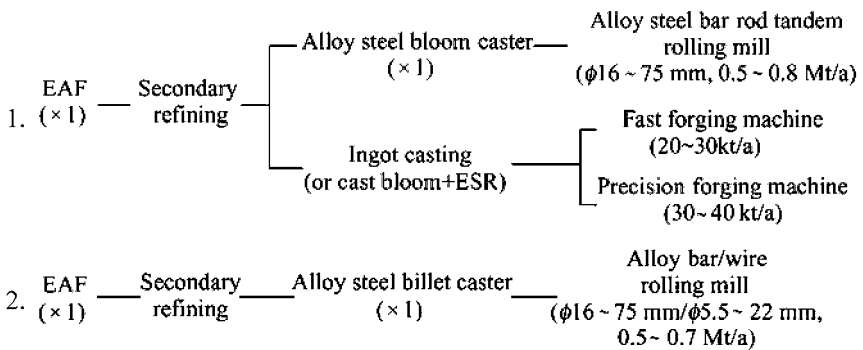 1. EAF
(×1)
Secondary
refining
Alloy steel bloom caster
(×1)
Alloy steel bar rod tandem
rolling mill
(ϕ16~75 mm, 0.5~0.8 Mt/a)
Ingot casting
(or cast bloom+ESR)
Fast forging machine
(20~30kt/a)
Precision forging machine
(30~40 kt/a)
2. EAF
(×1)
Secondary
refining
Alloy steel billet caster
(×1)
Alloy bar/wire
rolling mill
(ϕ16~75 mm/ϕ5.5~22 mm,
0.5~0.7 Mt/a)